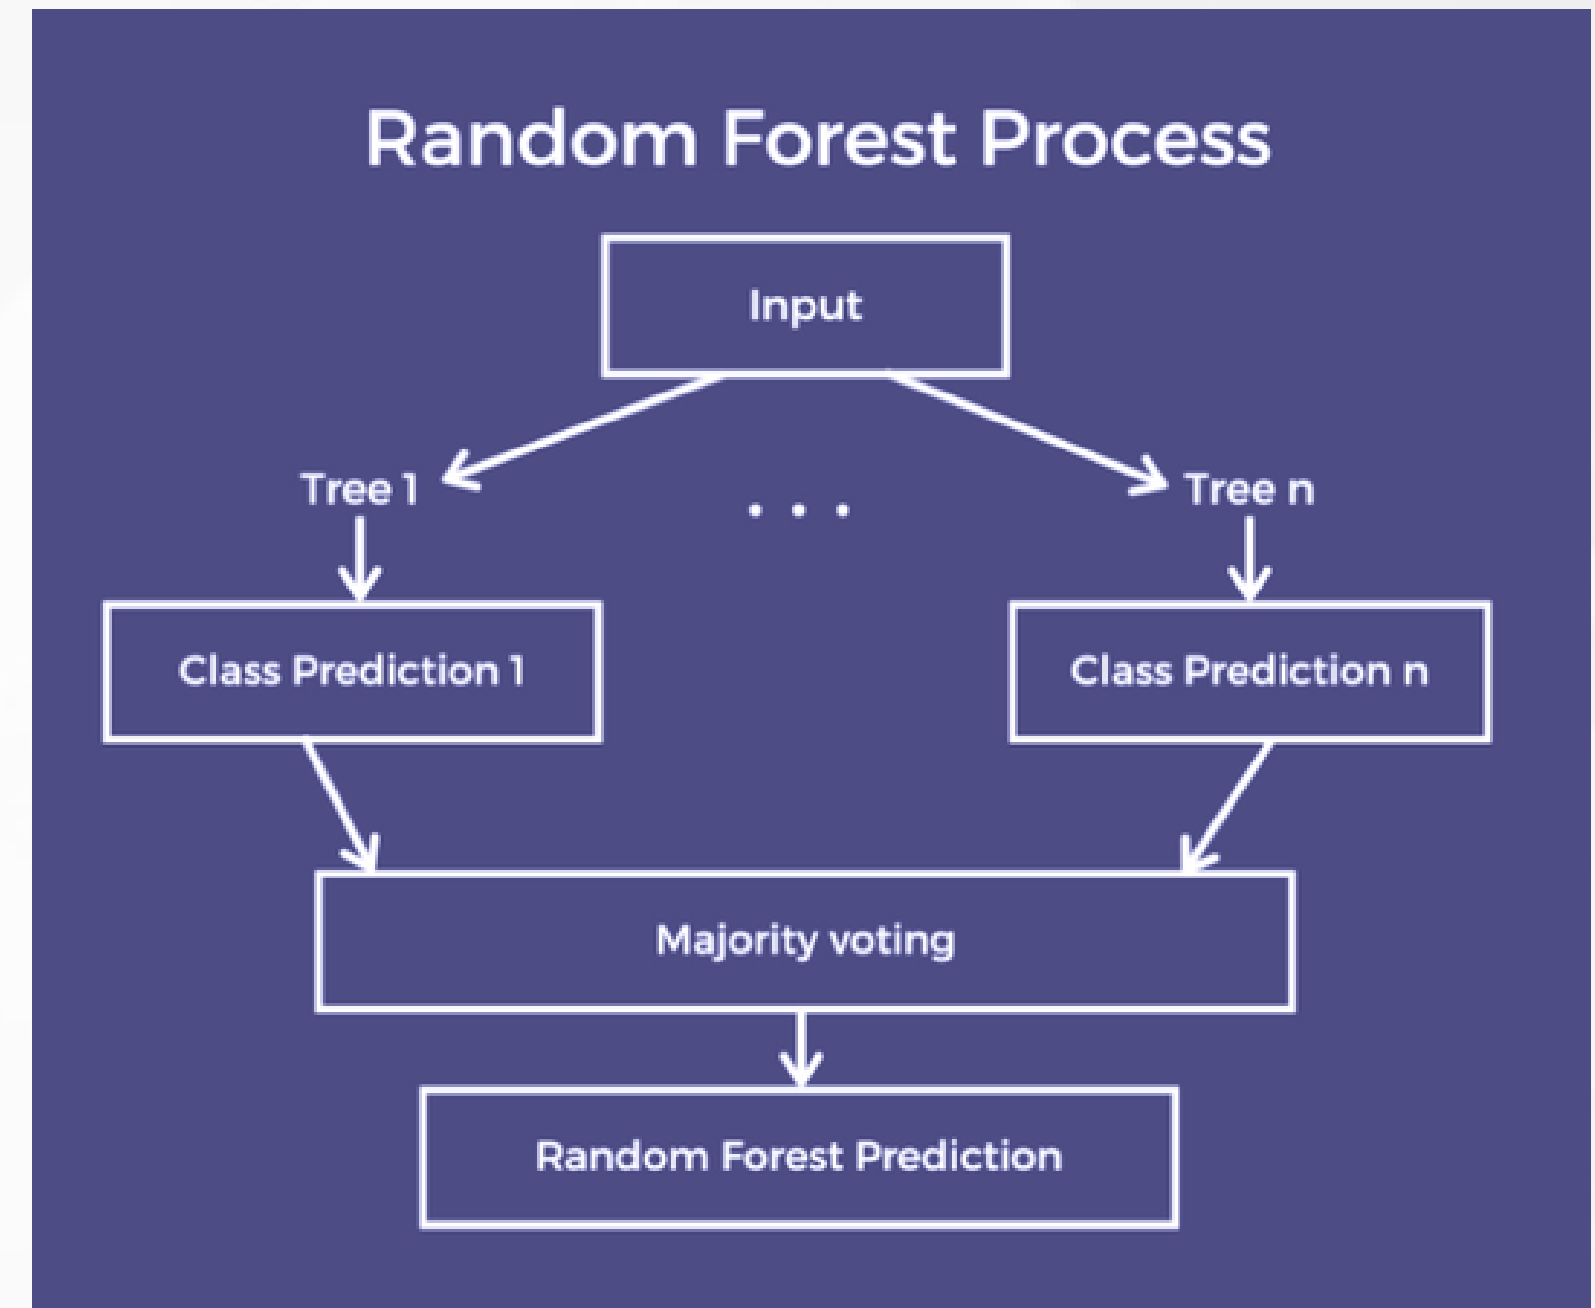 Random Forest Process
Input
Tree 1
. . .
Tree n
Class Prediction 1
Class Prediction n
Majority voting
Random Forest Prediction